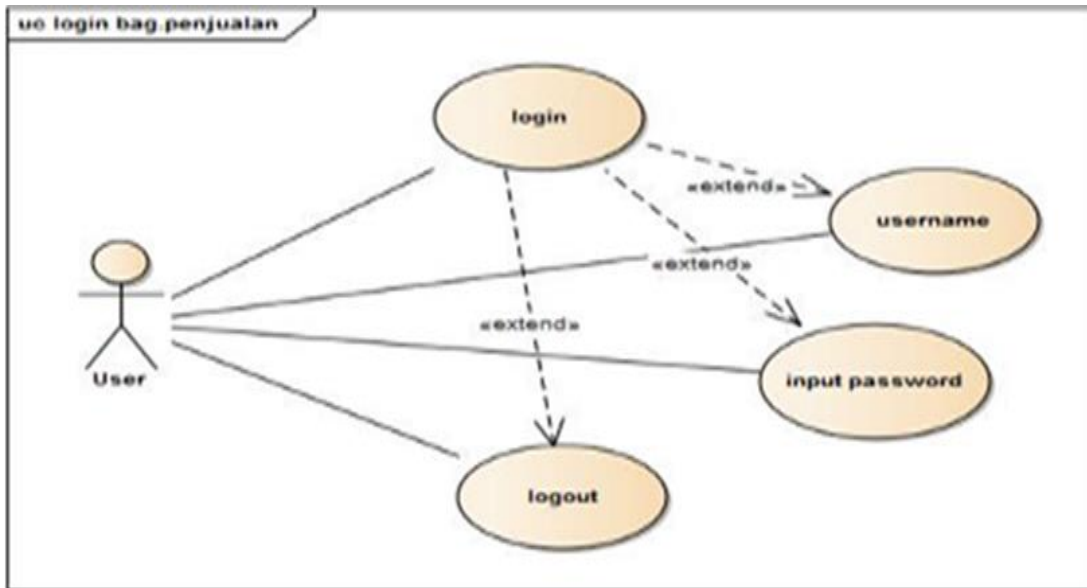 uc login bag.penjualan
login
«extend»
username
«extend»
«extend»
input password
User
logout